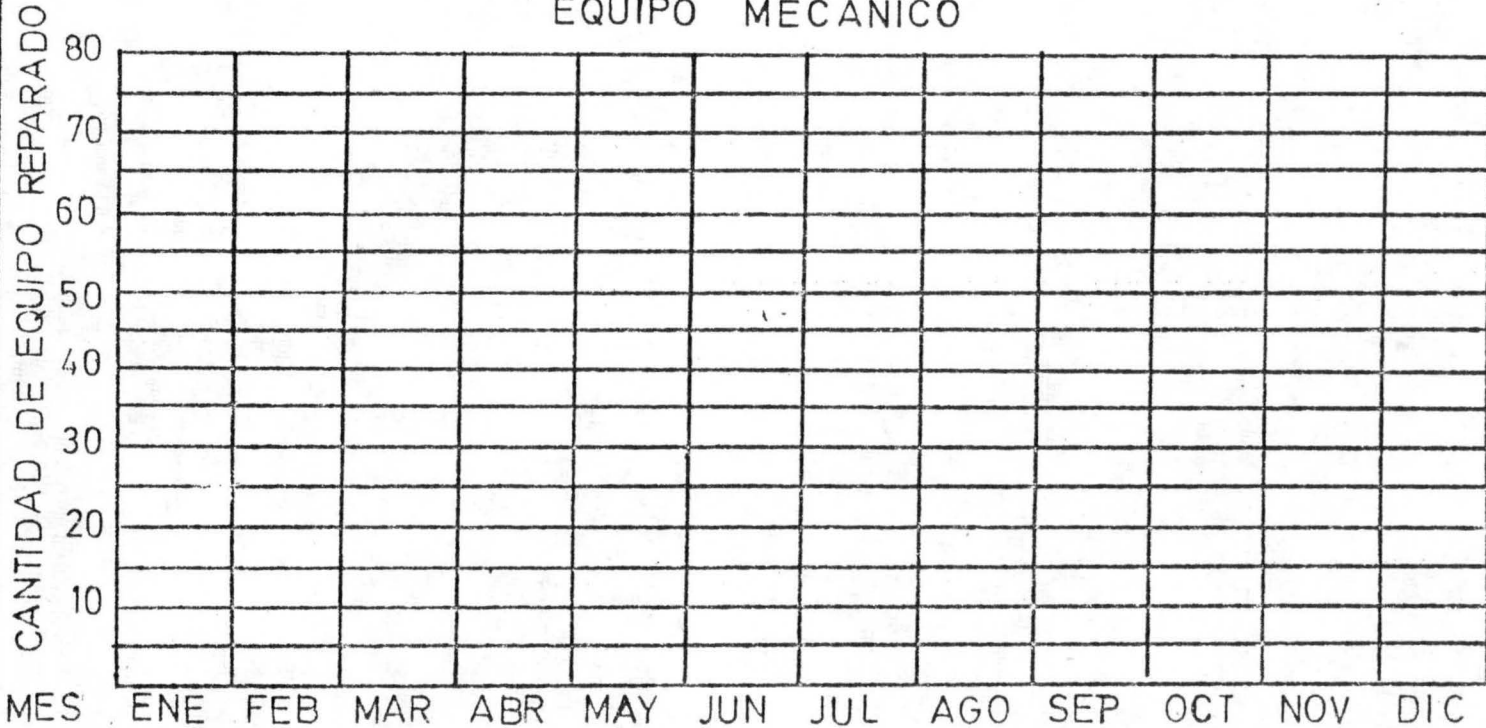 EQUIPO MECANICO
CANTIDAD DE EQUIPO REPARADO
80
70
60
50
40
30
20
10
MES ENE FEB MAR ABR MAY JUN JUL AGO SEP OCT NOV DIC